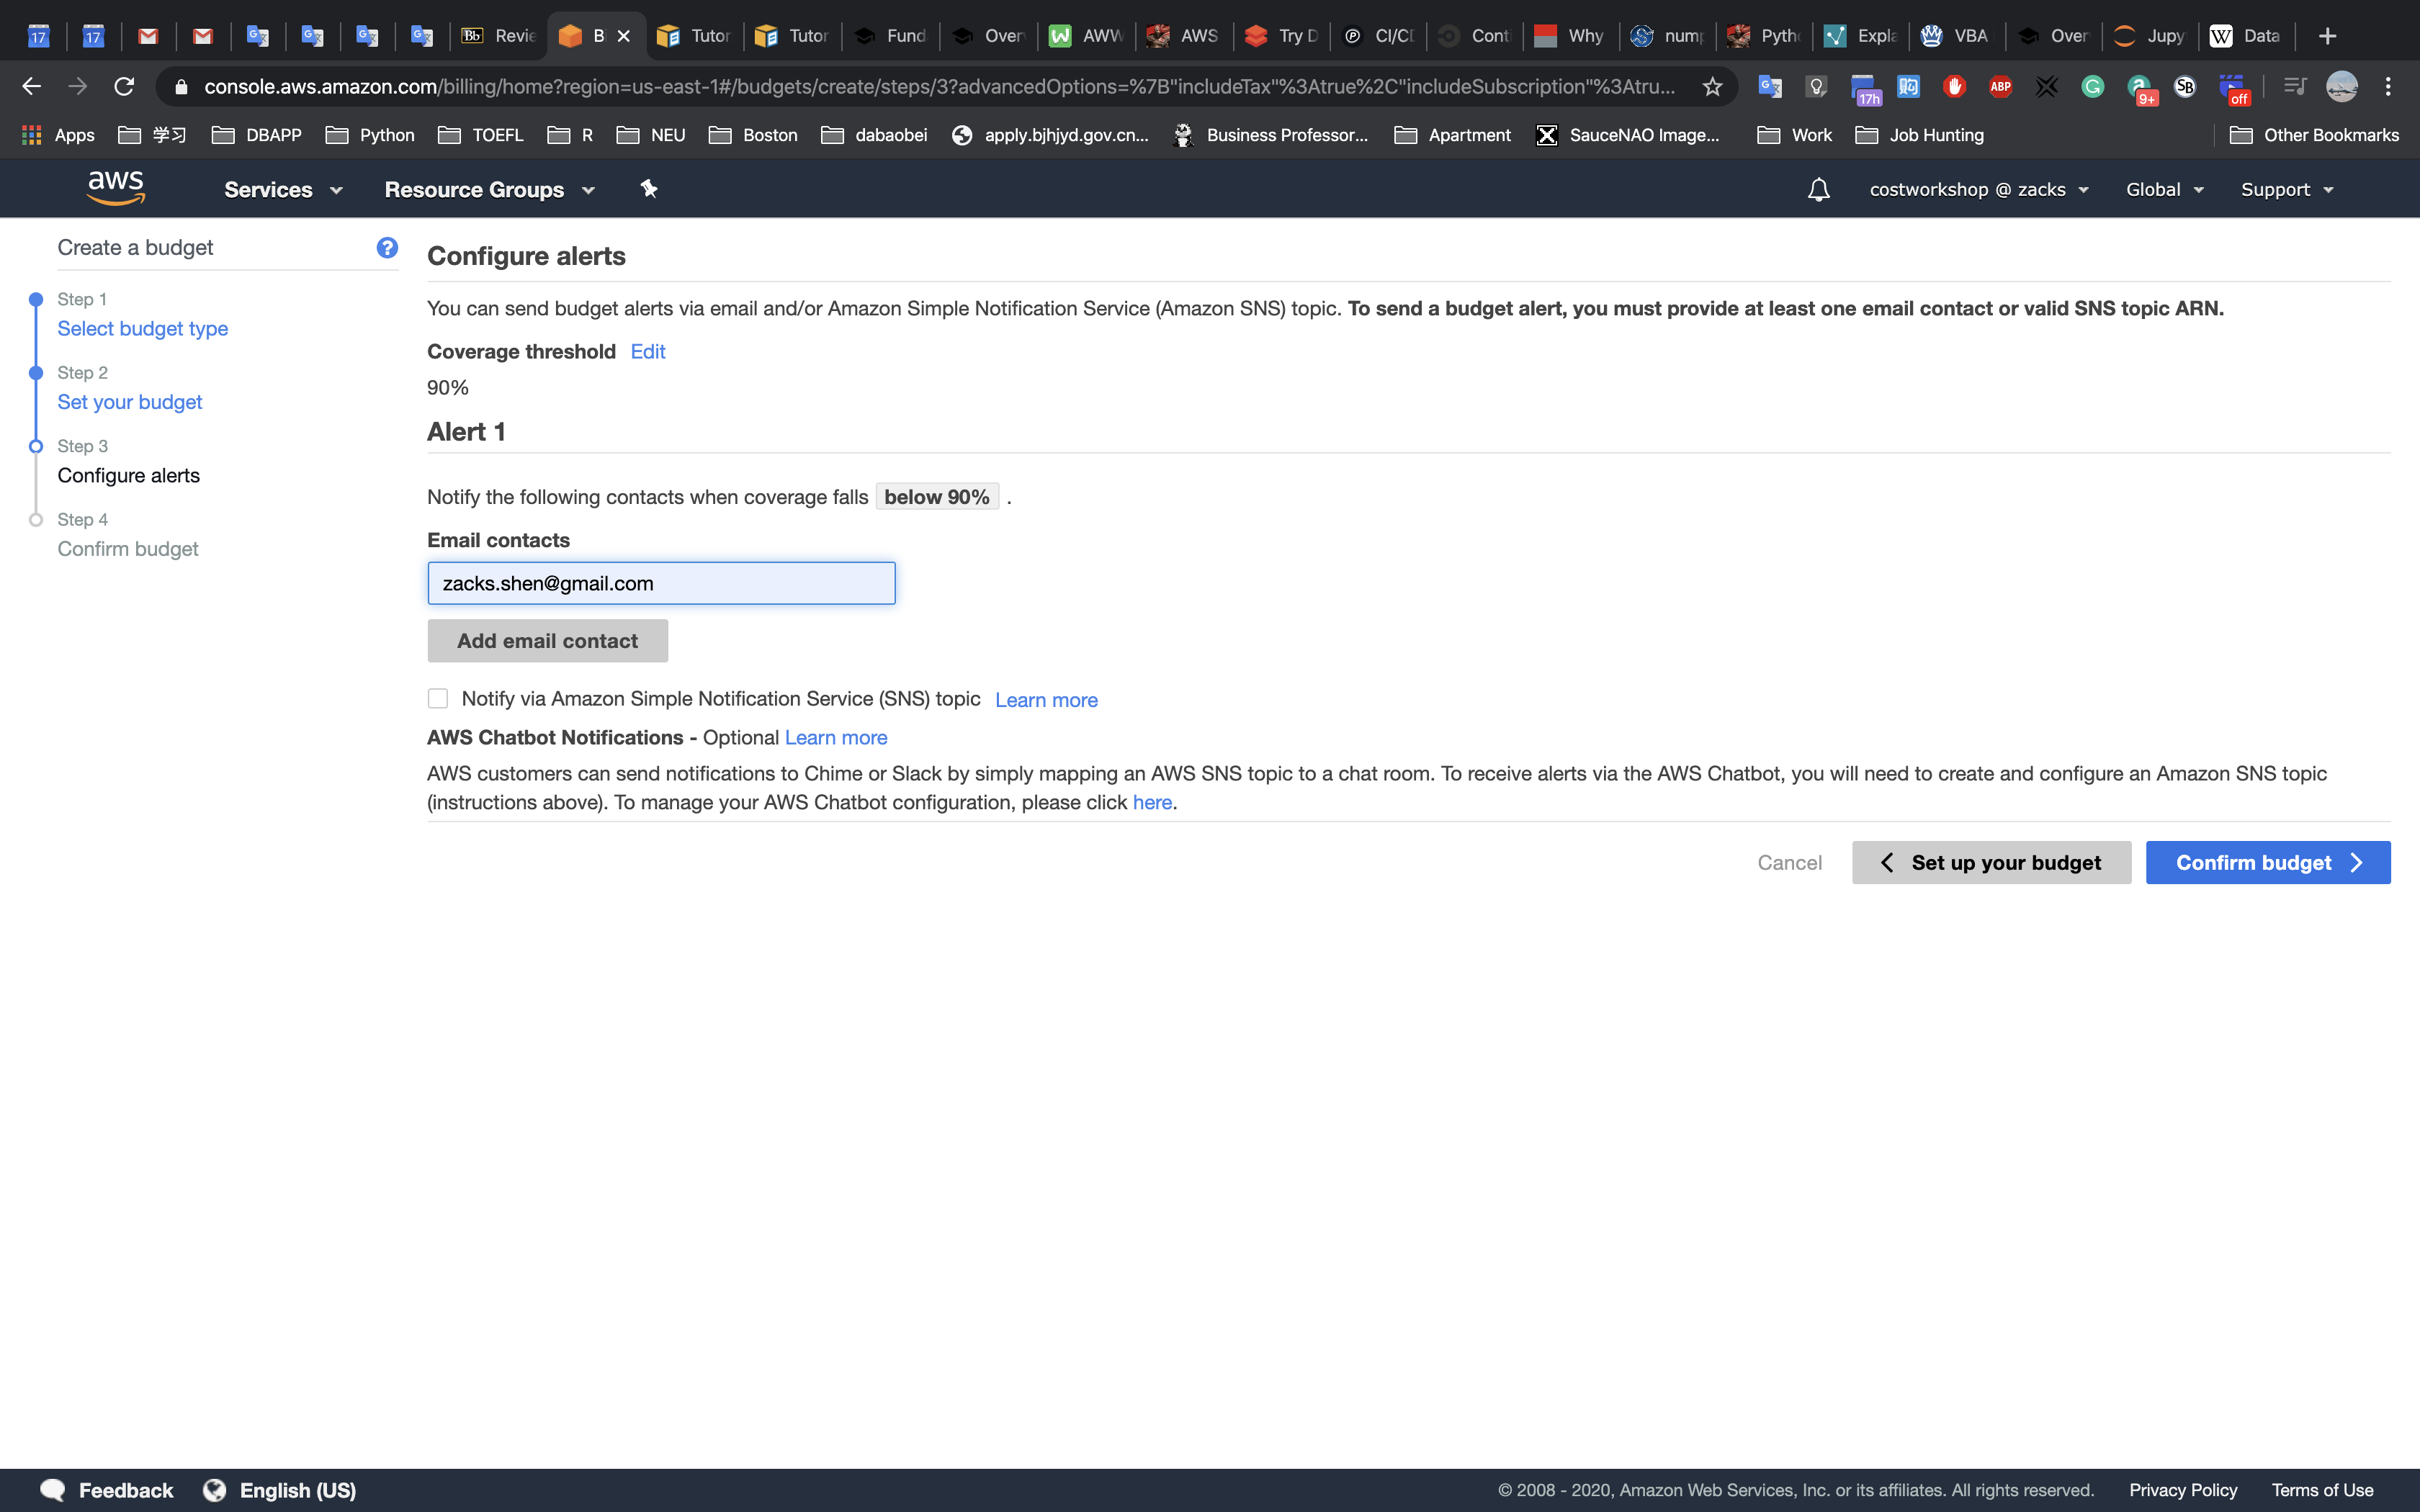 17 17 Bb Revie B Tutor Tutor Fund Over AWW AWS Try D CI/CD Cont Why nump Pyth Expla VBA Over Jupy Data
console.aws.amazon.com/billing/home?region=us-east-1#/budgets/create/steps/3?advancedOptions=%7B"includeTax"%3Atrue%2C"includeSubscription"%3Atru...
17h ABP 9+ SB off
Apps 学习 DBAPP Python TOEFL R NEU Boston dabaobei apply.bjhjyd.gov.cn... Business Professor... Apartment SauceNAO Image... Work Job Hunting Other Bookmarks
aws Services Resource Groups costworkshop @ zacks Global Support
Create a budget
Step 1
Select budget type
Step 2
Set your budget
Step 3
Configure alerts
Step 4
Confirm budget
Configure alerts
You can send budget alerts via email and/or Amazon Simple Notification Service (Amazon SNS) topic. To send a budget alert, you must provide at least one email contact or valid SNS topic ARN.
Coverage threshold Edit
90%
Alert 1
Notify the following contacts when coverage falls below 90% .
Email contacts
zacks.shen@gmail.com
Add email contact
Notify via Amazon Simple Notification Service (SNS) topic Learn more
AWS Chatbot Notifications - Optional Learn more
AWS customers can send notifications to Chime or Slack by simply mapping an AWS SNS topic to a chat room. To receive alerts via the AWS Chatbot, you will need to create and configure an Amazon SNS topic
(instructions above). To manage your AWS Chatbot configuration, please click here.
Cancel Set up your budget Confirm budget
Feedback English (US) © 2008 - 2020, Amazon Web Services, Inc. or its affiliates. All rights reserved. Privacy Policy Terms of Use